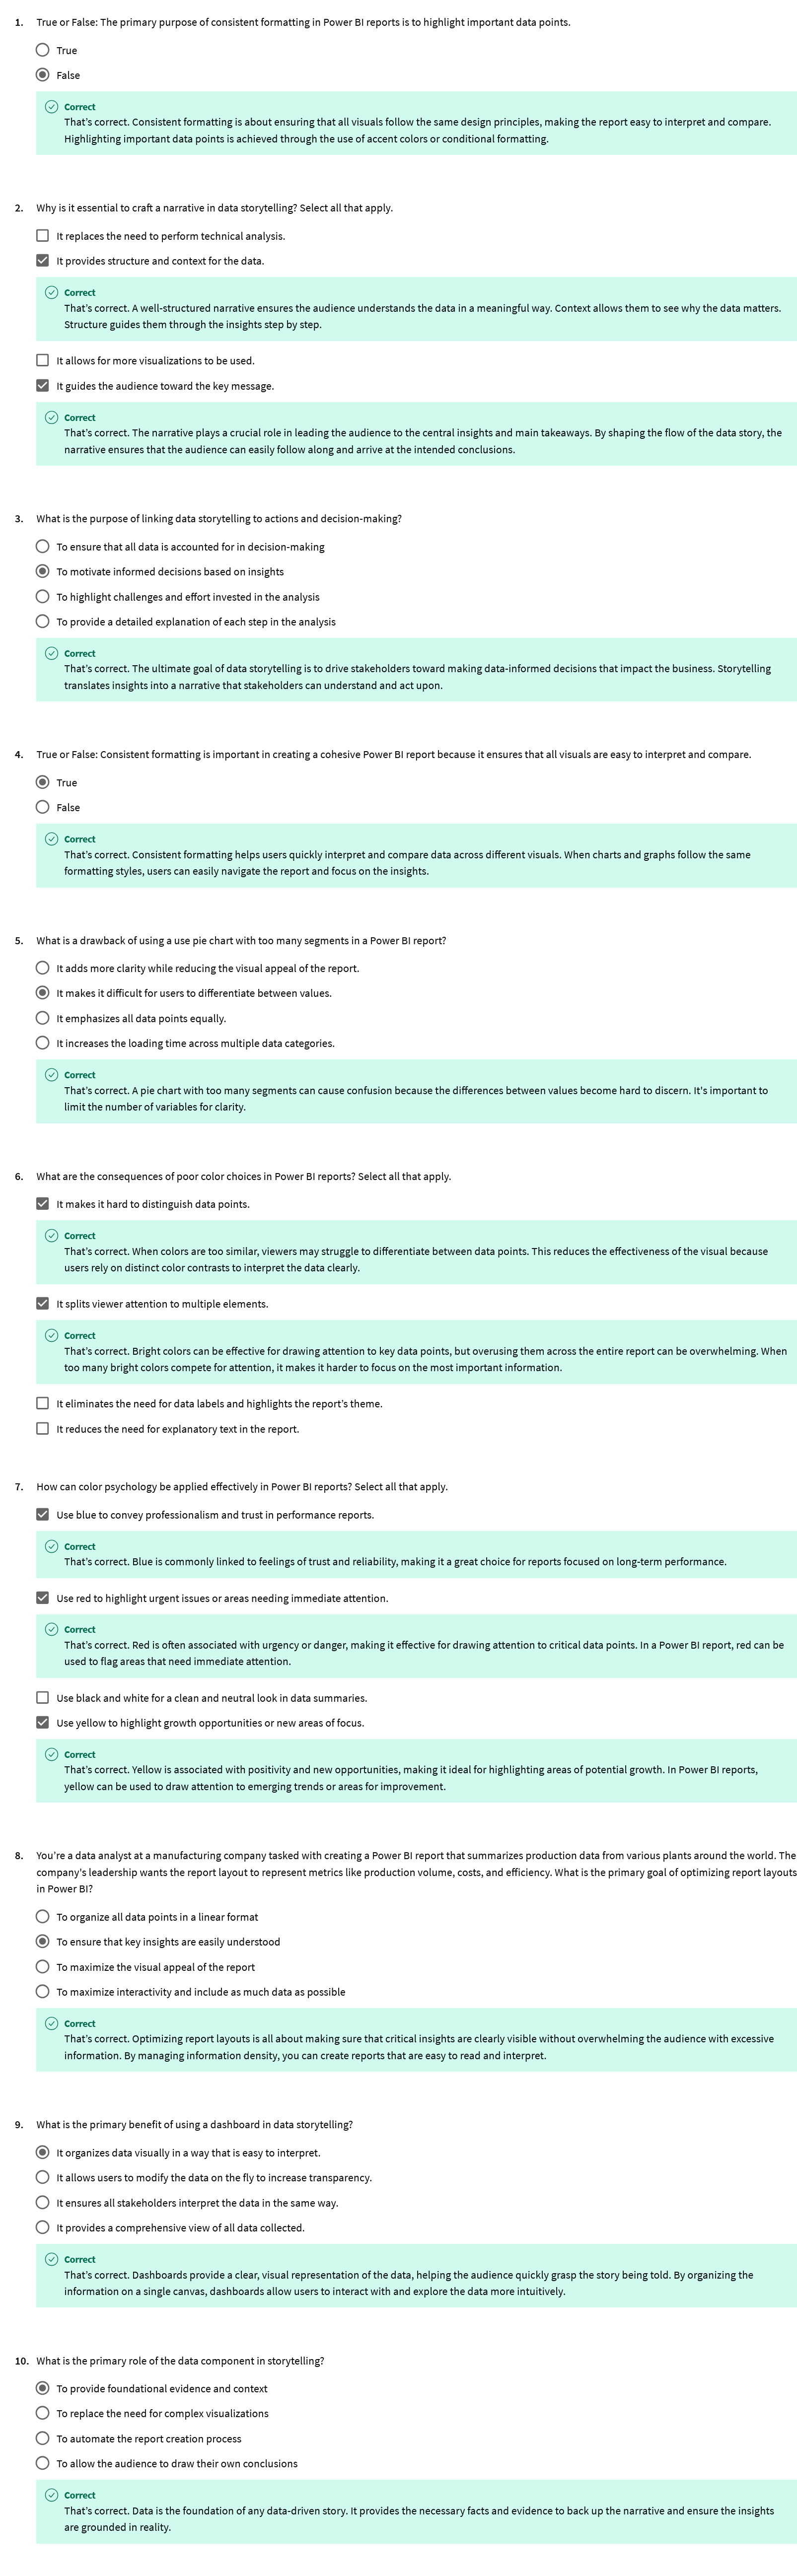 1. True or False: The primary purpose of consistent formatting in Power BI reports is to highlight important data points.
True
False
Correct
That's correct. Consistent formatting is about ensuring that all visuals follow the same design principles, making the report easy to interpret and compare.
Highlighting important data points is achieved through the use of accent colors or conditional formatting.
2. Why is it essential to craft a narrative in data storytelling? Select all that apply.
It replaces the need to perform technical analysis.
It provides structure and context for the data.
Correct
That's correct. A well-structured narrative ensures the audience understands the data in a meaningful way. Context allows them to see why the data matters.
Structure guides them through the insights step by step.
It allows for more visualizations to be used.
It guides the audience toward the key message.
Correct
That's correct. The narrative plays a crucial role in leading the audience to the central insights and main takeaways. By shaping the flow of the data story, the
narrative ensures that the audience can easily follow along and arrive at the intended conclusions.
3. What is the purpose of linking data storytelling to actions and decision-making?
To ensure that all data is accounted for in decision-making
To motivate informed decisions based on insights
To highlight challenges and effort invested in the analysis
To provide a detailed explanation of each step in the analysis
Correct
That's correct. The ultimate goal of data storytelling is to drive stakeholders toward making data-informed decisions that impact the business. Storytelling
translates insights into a narrative that stakeholders can understand and act upon.
4. True or False: Consistent formatting is important in creating a cohesive Power BI report because it ensures that all visuals are easy to interpret and compare.
True
False
Correct
That's correct. Consistent formatting helps users quickly interpret and compare data across different visuals. When charts and graphs follow the same
formatting styles, users can easily navigate the report and focus on the insights.
5. What is a drawback of using a use pie chart with too many segments in a Power BI report?
It adds more clarity while reducing the visual appeal of the report.
It makes it difficult for users to differentiate between values.
It emphasizes all data points equally.
It increases the loading time across multiple data categories.
Correct
That's correct. A pie chart with too many segments can cause confusion because the differences between values become hard to discern. It's important to
limit the number of variables for clarity.
6. What are the consequences of poor color choices in Power BI reports? Select all that apply.
It makes it hard to distinguish data points.
Correct
That's correct. When colors are too similar, viewers may struggle to differentiate between data points. This reduces the effectiveness of the visual because
users rely on distinct color contrasts to interpret the data clearly.
It splits viewer attention to multiple elements.
Correct
That's correct. Bright colors can be effective for drawing attention to key data points, but overusing them across the entire report can be overwhelming. When
too many bright colors compete for attention, it makes it harder to focus on the most important information.
It eliminates the need for data labels and highlights the report's theme.
It reduces the need for explanatory text in the report.
7. How can color psychology be applied effectively in Power BI reports? Select all that apply.
Use blue to convey professionalism and trust in performance reports.
Correct
That's correct. Blue is commonly linked to feelings of trust and reliability, making it a great choice for reports focused on long-term performance.
Use red to highlight urgent issues or areas needing immediate attention.
Correct
That's correct. Red is often associated with urgency or danger, making it effective for drawing attention to critical data points. In a Power BI report, red can be
used to flag areas that need immediate attention.
Use black and white for a clean and neutral look in data summaries.
Use yellow to highlight growth opportunities or new areas of focus.
Correct
That's correct. Yellow is associated with positivity and new opportunities, making it ideal for highlighting areas of potential growth. In Power BI reports,
yellow can be used to draw attention to emerging trends or areas for improvement.
8. You're a data analyst at a manufacturing company tasked with creating a Power BI report that summarizes production data from various plants around the world. The
company's leadership wants the report layout to represent metrics like production volume, costs, and efficiency. What is the primary goal of optimizing report layouts
in Power BI?
To organize all data points in a linear format
To ensure that key insights are easily understood
To maximize the visual appeal of the report
To maximize interactivity and include as much data as possible
Correct
That's correct. Optimizing report layouts is all about making sure that critical insights are clearly visible without overwhelming the audience with excessive
information. By managing information density, you can create reports that are easy to read and interpret.
9. What is the primary benefit of using a dashboard in data storytelling?
It organizes data visually in a way that is easy to interpret.
It allows users to modify the data on the fly to increase transparency.
It ensures all stakeholders interpret the data in the same way.
It provides a comprehensive view of all data collected.
Correct
That's correct. Dashboards provide a clear, visual representation of the data, helping the audience quickly grasp the story being told. By organizing the
information on a single canvas, dashboards allow users to interact with and explore the data more intuitively.
10. What is the primary role of the data component in storytelling?
To provide foundational evidence and context
To replace the need for complex visualizations
To automate the report creation process
To allow the audience to draw their own conclusions
Correct
That's correct. Data is the foundation of any data-driven story. It provides the necessary facts and evidence to back up the narrative and ensure the insights
are grounded in reality.